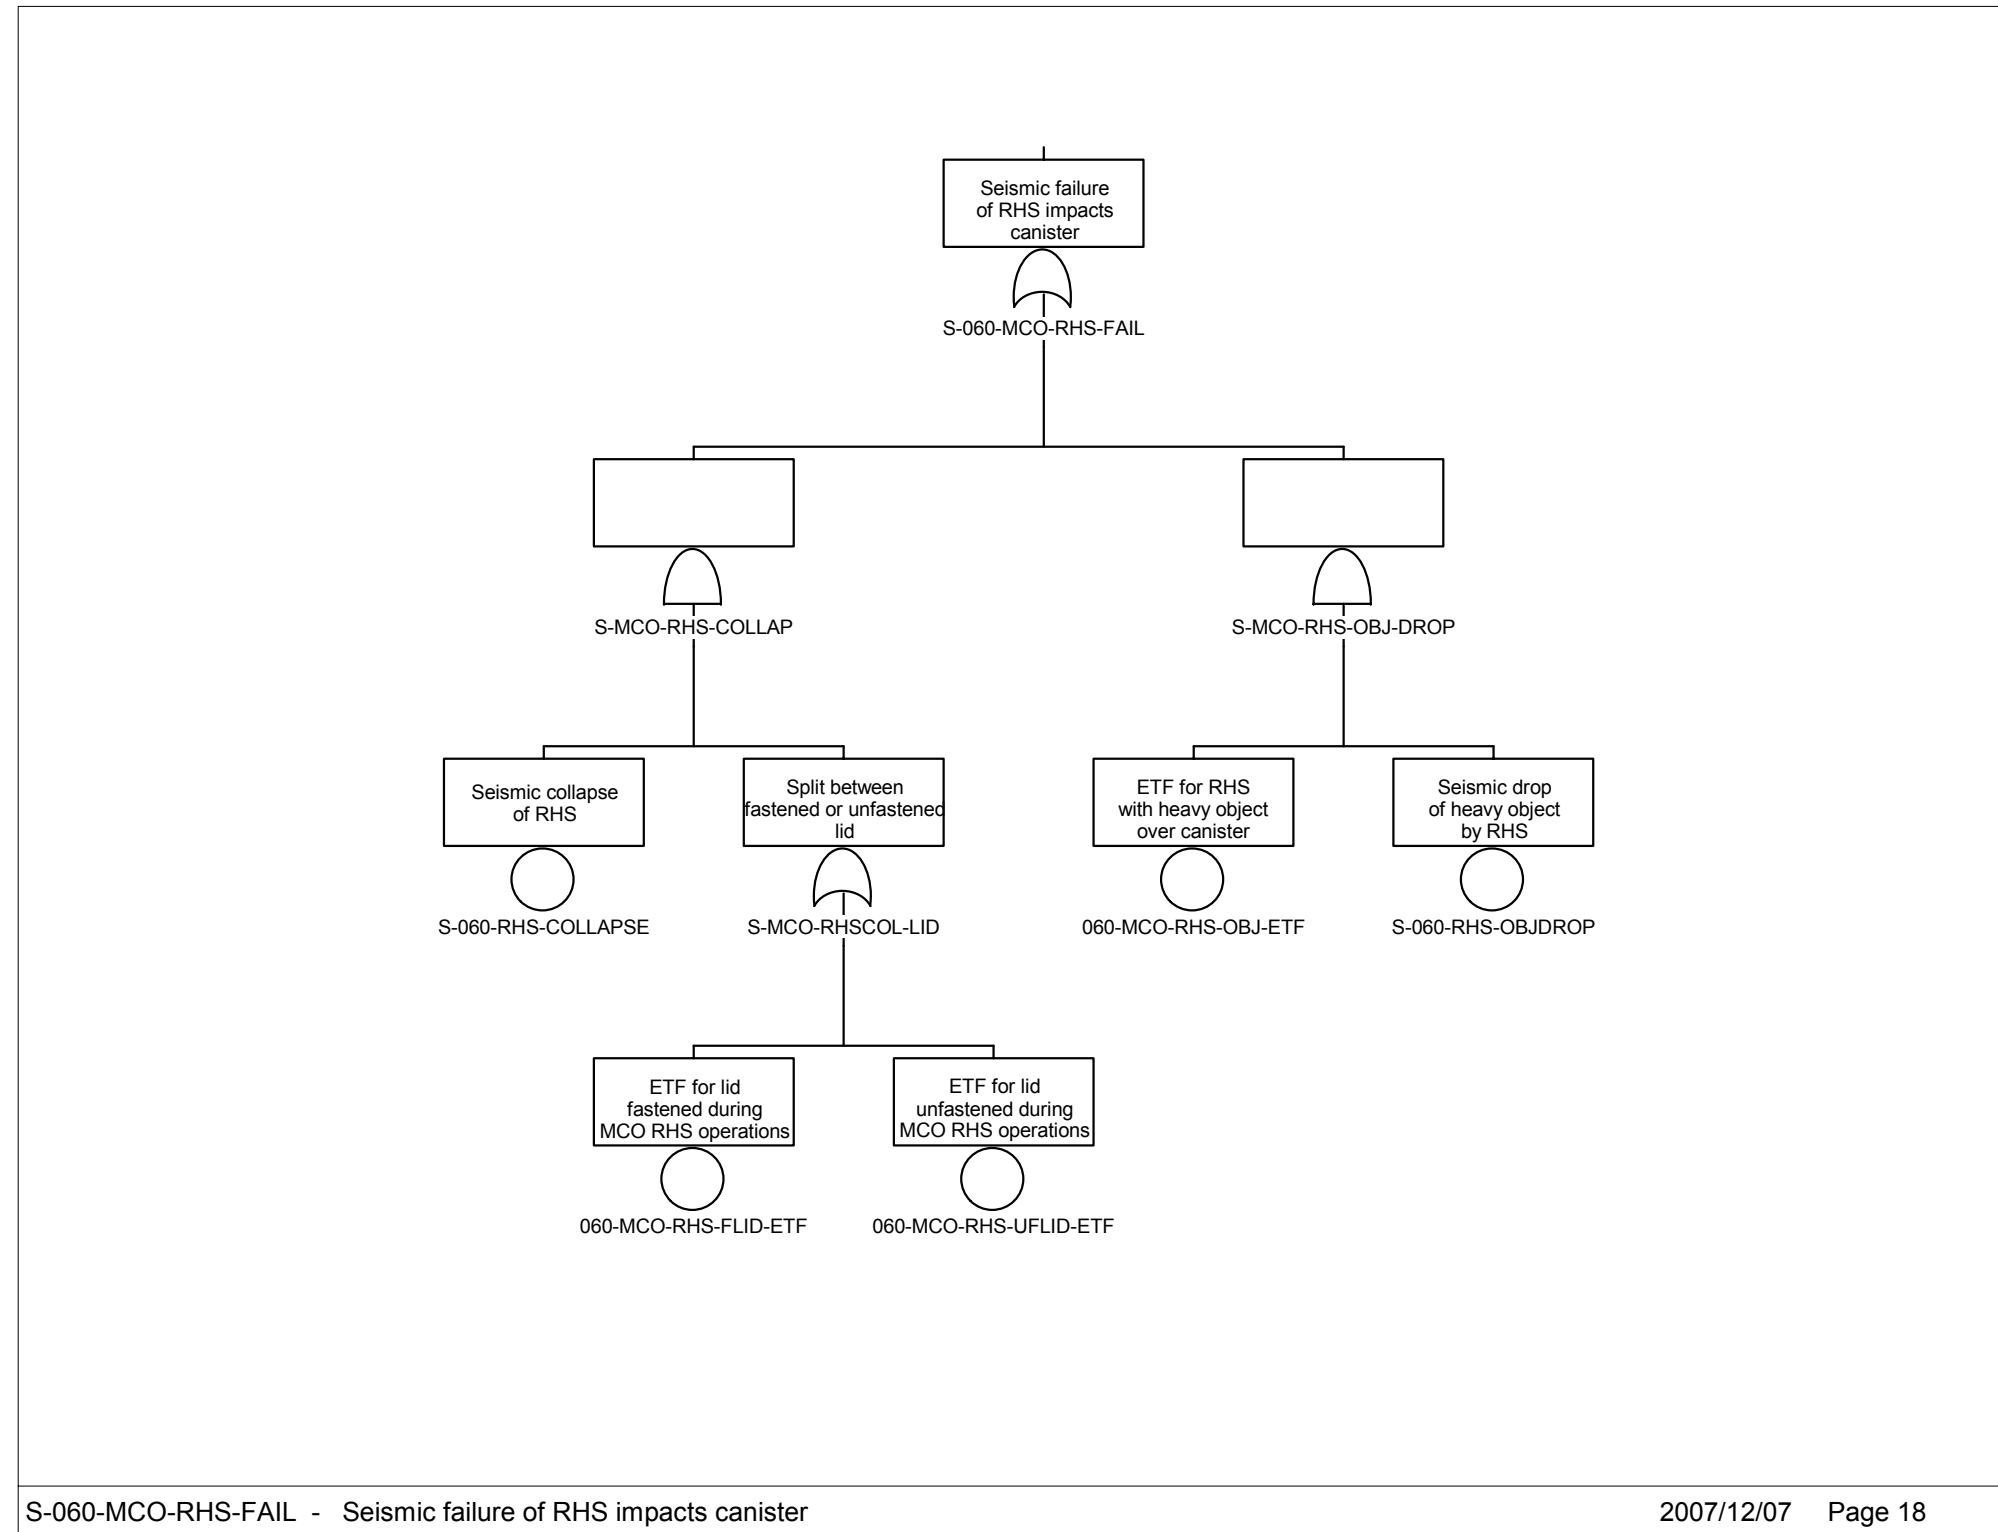 Seismic failure
of RHS impacts
canister
S-060-MCO-RHS-FAIL
S-MCO-RHS-COLLAP
S-MCO-RHS-OBJ-DROP
Seismic collapse
of RHS
S-060-RHS-COLLAPSE
Split between
fastened or unfastened
lid
S-MCO-RHSCOL-LID
ETF for RHS
with heavy object
over canister
060-MCO-RHS-OBJ-ETF
Seismic drop
of heavy object
by RHS
S-060-RHS-OBJDROP
ETF for lid
fastened during
MCO RHS operations
060-MCO-RHS-FLID-ETF
ETF for lid
unfastened during
MCO RHS operations
060-MCO-RHS-UFLID-ETF
S-060-MCO-RHS-FAIL - Seismic failure of RHS impacts canister 2007/12/07 Page 18